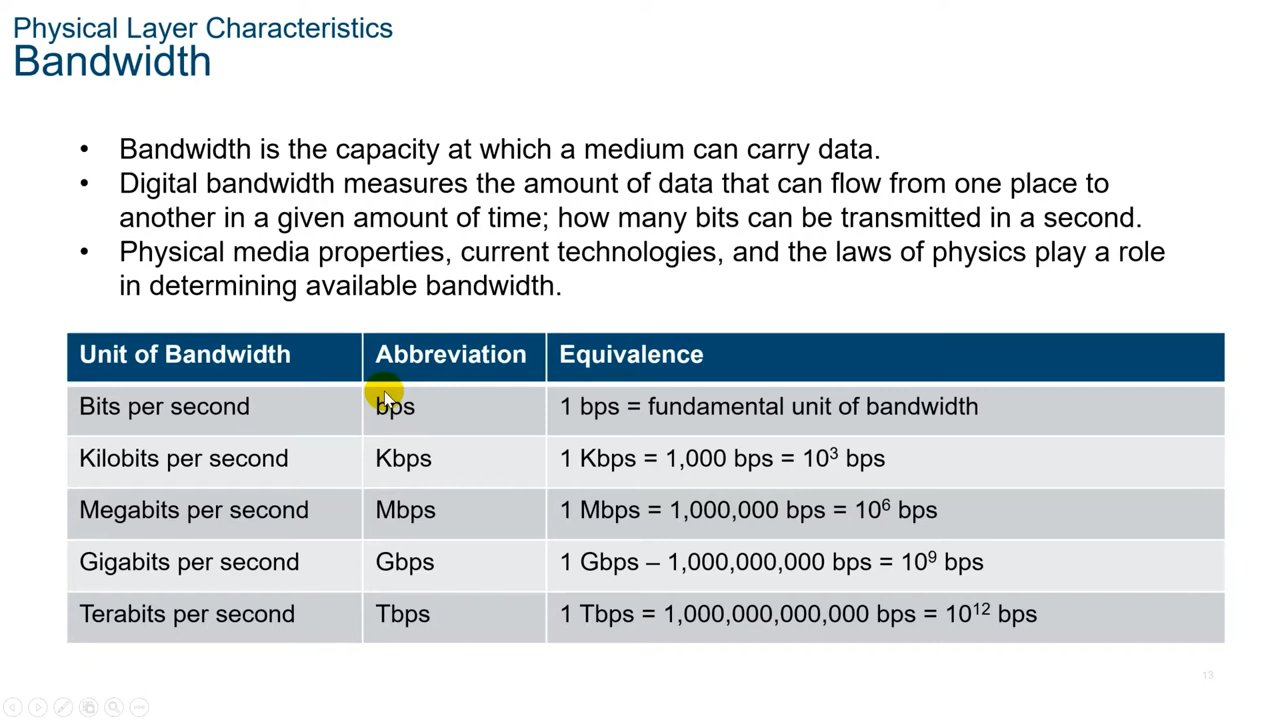 Physical Layer Characteristics
Bandwidth
• Bandwidth is the capacity at which a medium can carry data.
• Digital bandwidth measures the amount of data that can flow from one place to
another in a given amount of time; how many bits can be transmitted in a second.
• Physical media properties, current technologies, and the laws of physics play a role
in determining available bandwidth.
Unit of Bandwidth Abbreviation Equivalence
Bits per second bps 1 bps = fundamental unit of bandwidth
Kilobits per second Kbps 1 Kbps = 1,000 bps = 10³ bps
Megabits per second Mbps 1 Mbps = 1,000,000 bps = 10⁶ bps
Gigabits per second Gbps 1 Gbps – 1,000,000,000 bps = 10⁹ bps
Terabits per second Tbps 1 Tbps = 1,000,000,000,000 bps = 10¹² bps
13